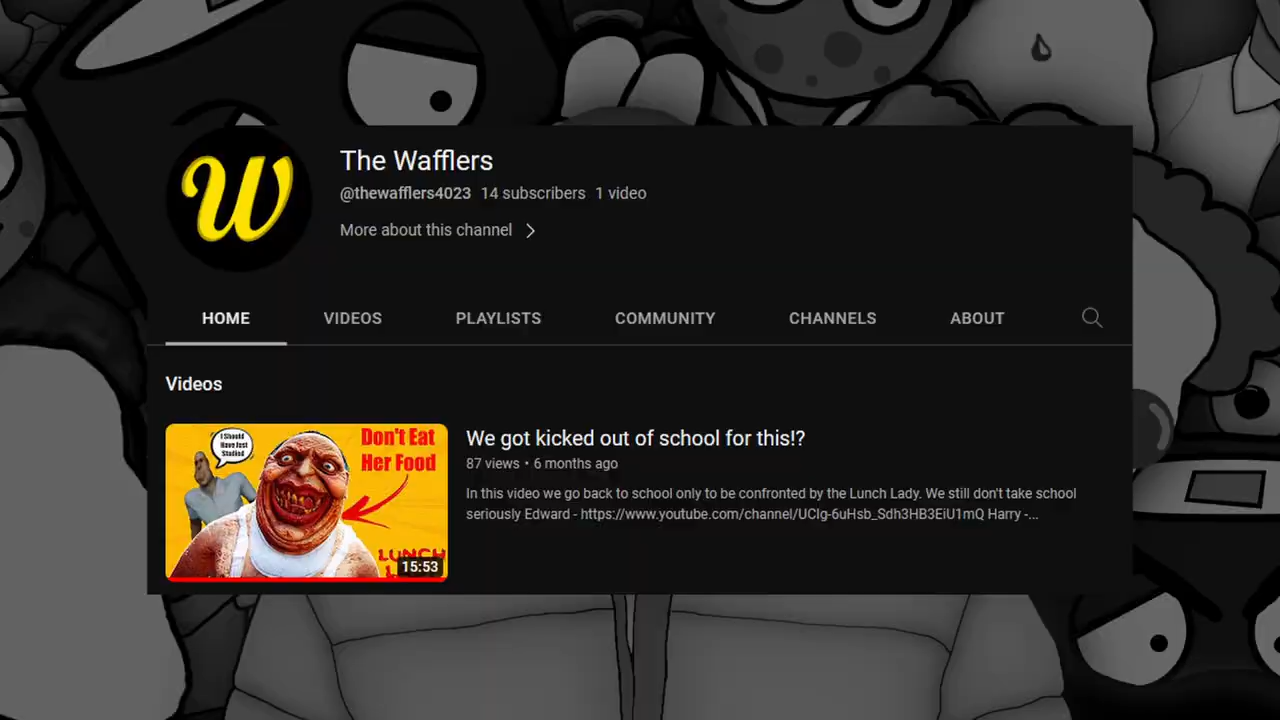 W
The Wafflers
@thewafflers4023 14 subscribers 1 video
More about this channel
HOME VIDEOS PLAYLISTS COMMUNITY CHANNELS ABOUT
Videos
I Should
Have Just
Studied
Don't Eat
Her Food
LUNCH
15:53
We got kicked out of school for this!?
87 views • 6 months ago
In this video we go back to school only to be confronted by the Lunch Lady. We still don't take school
seriously Edward - https://www.youtube.com/channel/UClg-6uHsb_Sdh3HB3EiU1mQ Harry -...